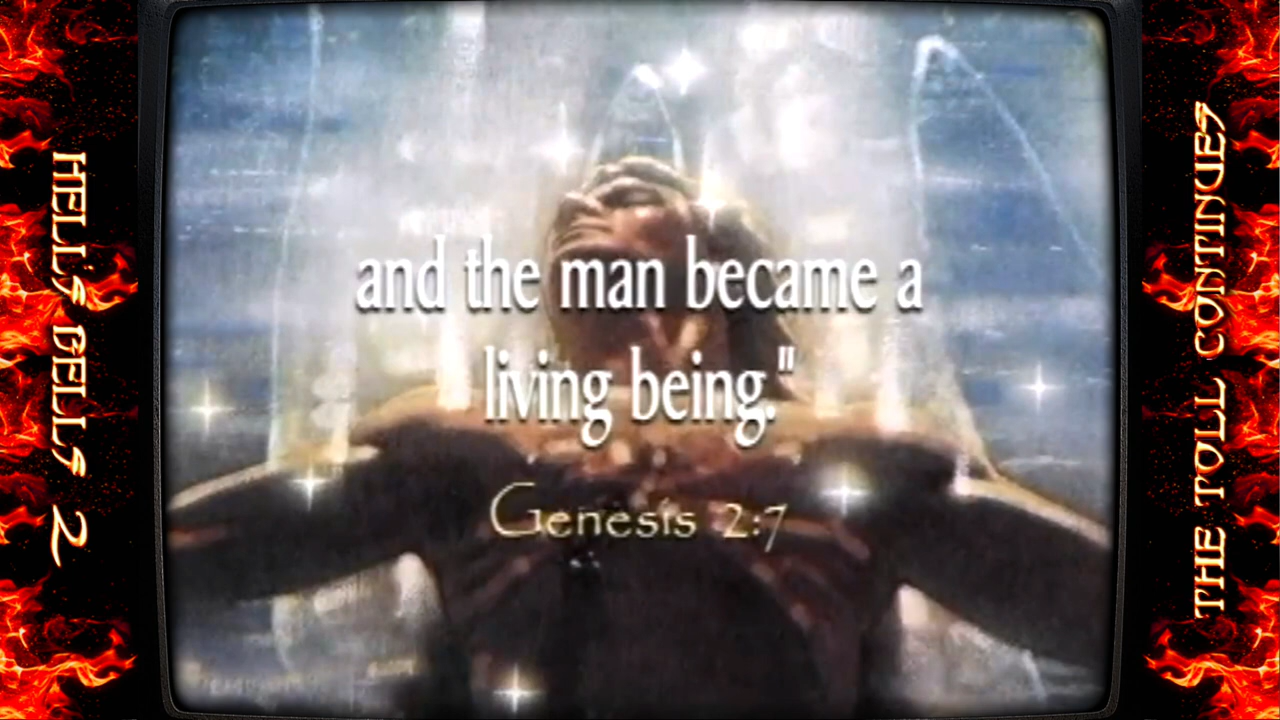 HELL'S BELLS 2
and the man became a
living being."
Genesis 2:7
THE TOLL CONTINUES